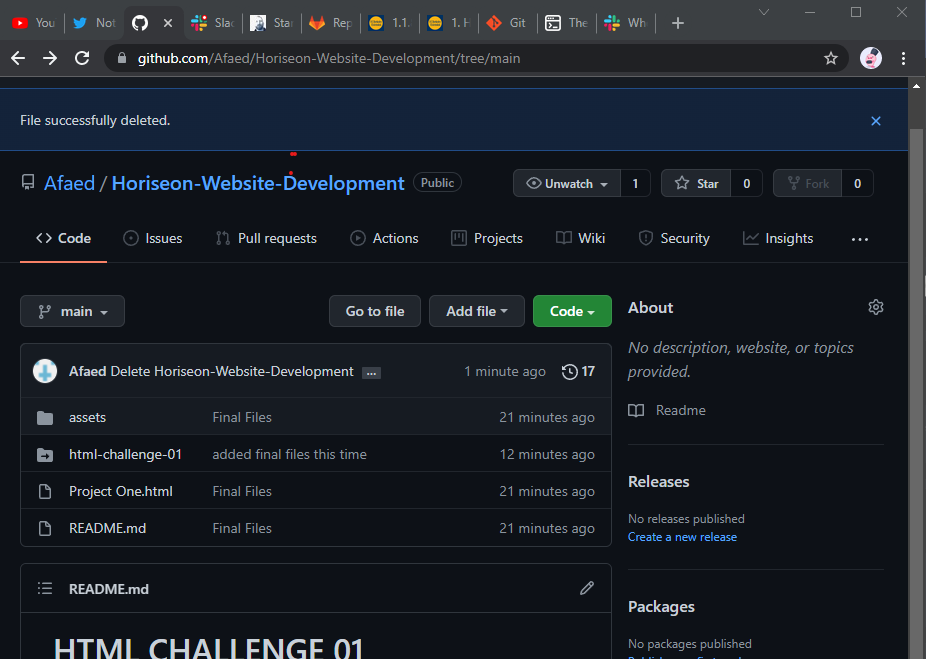 You Not Slac Sta Rep 1.1. 1. H Git The Wh
github.com/Afaed/Horiseon-Website-Development/tree/main
File successfully deleted.
Afaed / Horiseon-Website-Development Public
Unwatch 1 Star 0 Fork 0
Code Issues Pull requests Actions Projects Wiki Security Insights ...
main Go to file Add file Code
About
No description, website, or topics
provided.
Afaed Delete Horiseon-Website-Development ... 1 minute ago 17
Readme
assets Final Files 21 minutes ago
html-challenge-01 added final files this time 12 minutes ago
Project One.html Final Files 21 minutes ago
README.md Final Files 21 minutes ago
Releases
No releases published
Create a new release
README.md
HTML CHALLENGE 01
Packages
No packages published